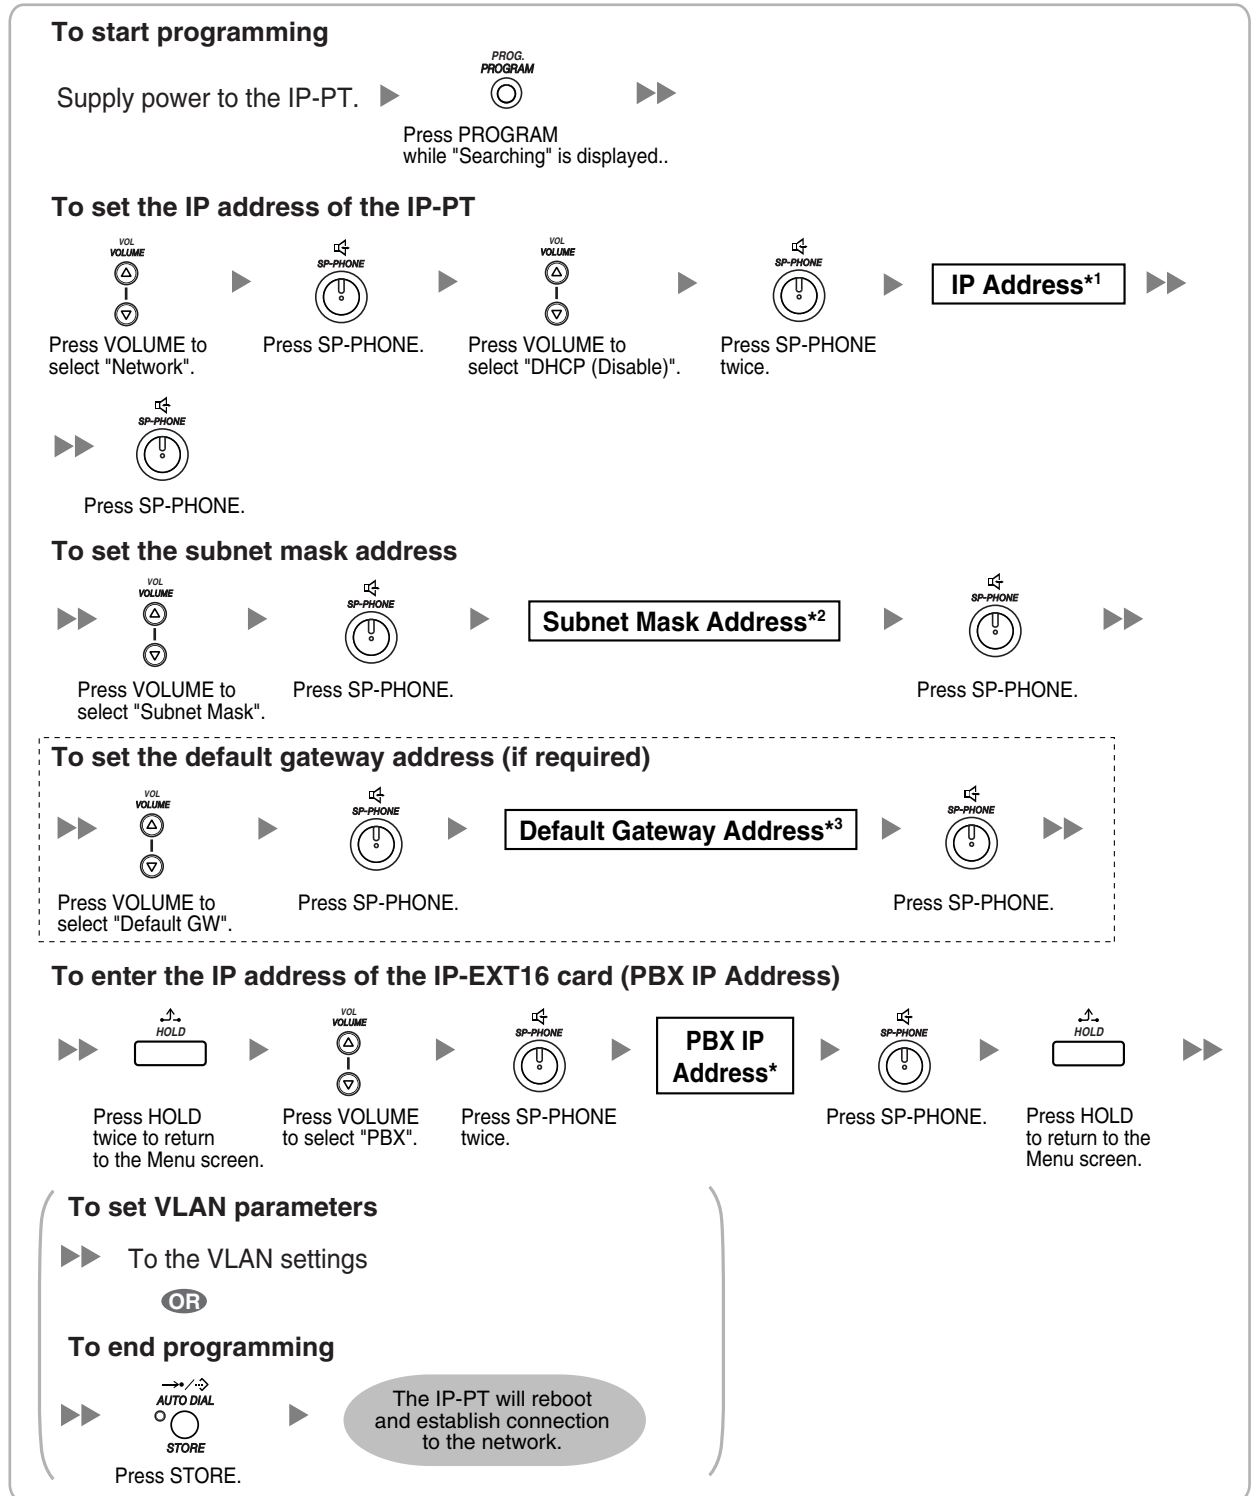 To start programming
PROG.
PROGRAM
Supply power to the IP-PT.
Press PROGRAM
while "Searching" is displayed..
To set the IP address of the IP-PT
VOL
VOLUME
SP-PHONE
VOL
VOLUME
SP-PHONE
IP Address*1
Press VOLUME to
select "Network".
Press SP-PHONE.
Press VOLUME to
select "DHCP (Disable)".
Press SP-PHONE
twice.
SP-PHONE
Press SP-PHONE.
To set the subnet mask address
VOL
VOLUME
SP-PHONE
Subnet Mask Address*2
SP-PHONE
Press VOLUME to
select "Subnet Mask".
Press SP-PHONE.
Press SP-PHONE.
To set the default gateway address (if required)
VOL
VOLUME
SP-PHONE
Default Gateway Address*3
SP-PHONE
Press VOLUME to
select "Default GW".
Press SP-PHONE.
Press SP-PHONE.
To enter the IP address of the IP-EXT16 card (PBX IP Address)
HOLD
VOL
VOLUME
SP-PHONE
PBX IP
Address*
SP-PHONE
HOLD
Press HOLD
twice to return
to the Menu screen.
Press VOLUME
to select "PBX".
Press SP-PHONE
twice.
Press SP-PHONE.
Press HOLD
to return to the
Menu screen.
To set VLAN parameters
To the VLAN settings
OR
To end programming
AUTO DIAL
STORE
Press STORE.
The IP-PT will reboot
and establish connection
to the network.